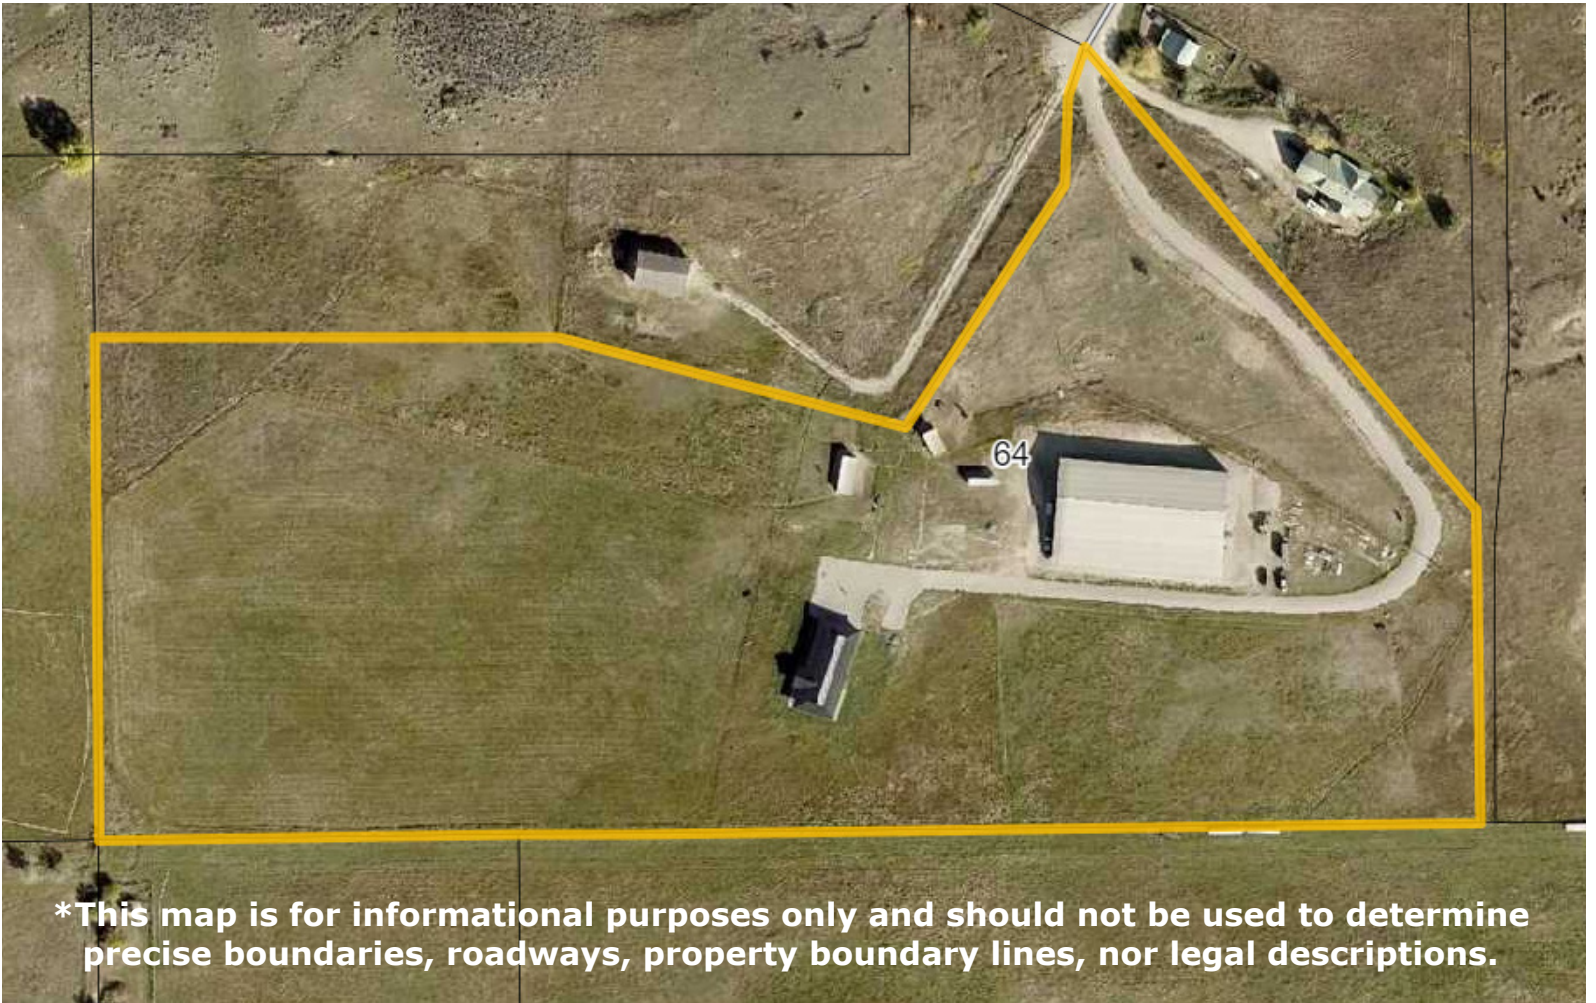 64
*This map is for informational purposes only and should not be used to determine
precise boundaries, roadways, property boundary lines, nor legal descriptions.